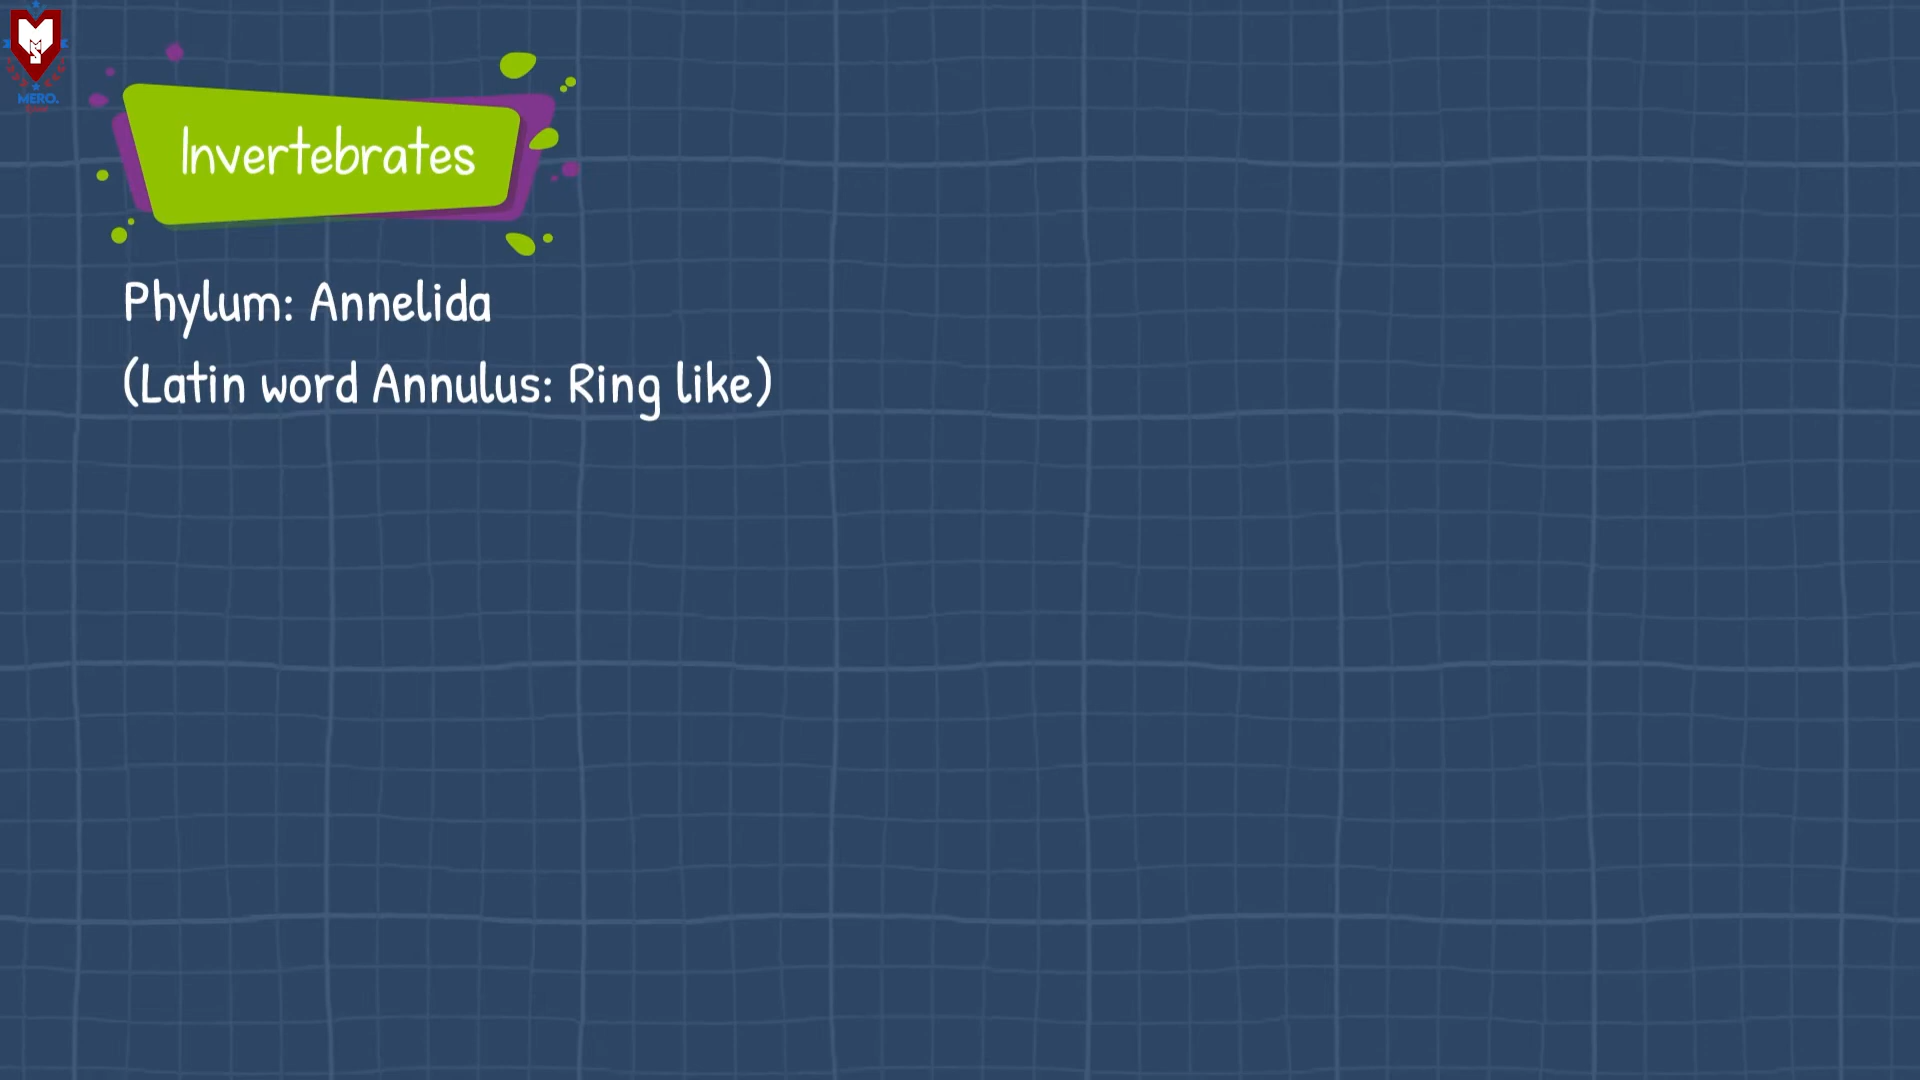 MERO.
Invertebrates
Phylum: Annelida
(Latin word Annulus: Ring like)